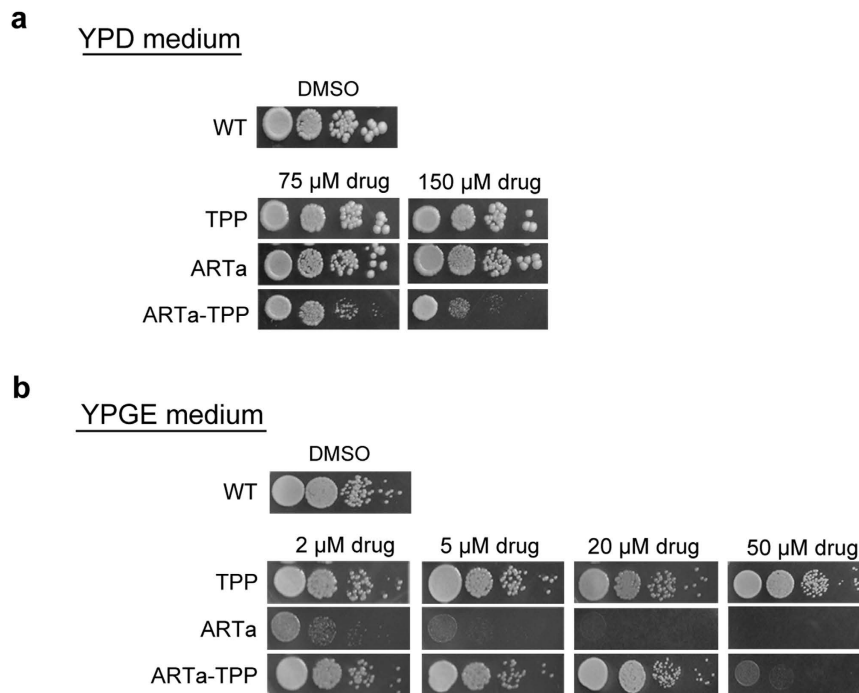 a
YPD medium
DMSO
WT
75 µM drug 150 µM drug
TPP
ARTa
ARTa-TPP
b
YPGE medium
DMSO
WT
2 µM drug 5 µM drug 20 µM drug 50 µM drug
TPP
ARTa
ARTa-TPP